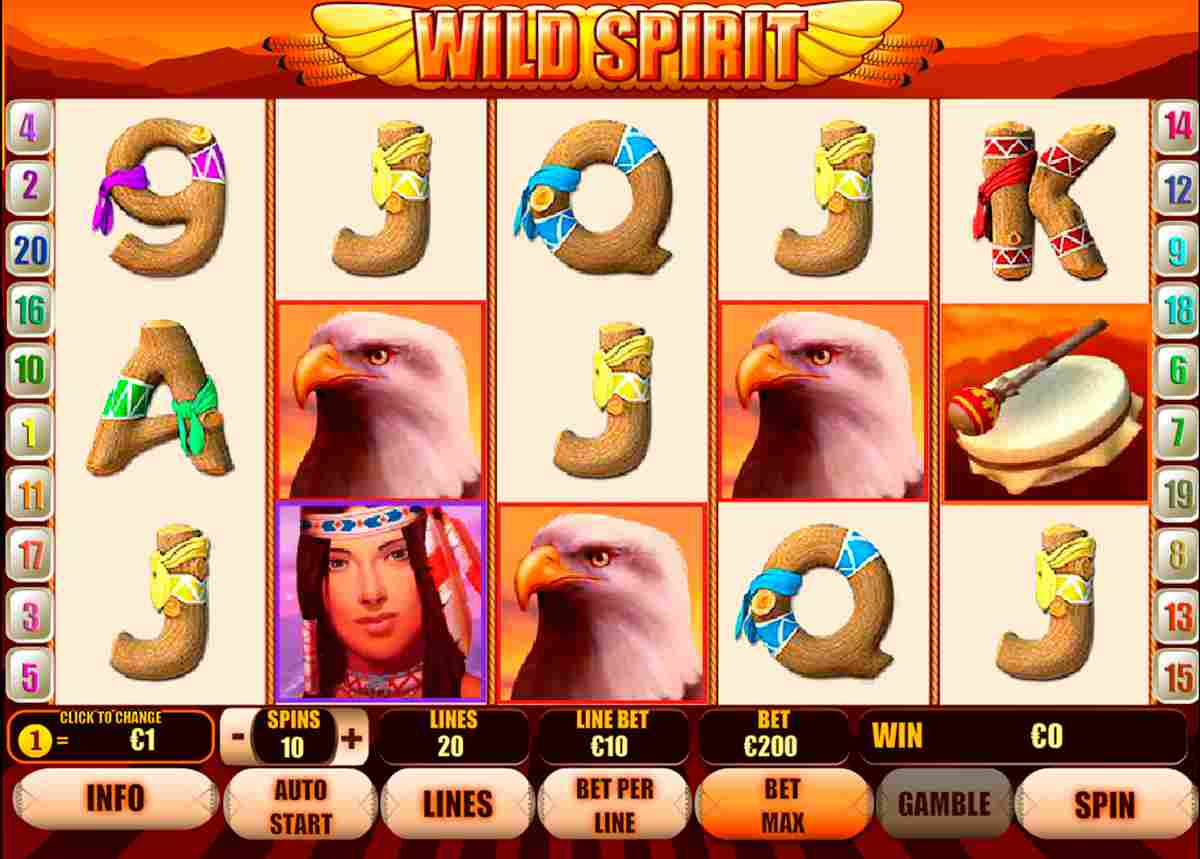 WILD SPIRIT
4
2
20
16
10
1
11
17
3
5
9 J Q J K
A J
J Q J
14
12
9
18
6
7
19
8
13
15
CLICK TO CHANGE
1 = €1
- SPINS +
10
LINES
20
LINE BET
€10
BET
€200
WIN €0
INFO
AUTO
START
LINES
BET PER
LINE
BET
MAX
GAMBLE
SPIN